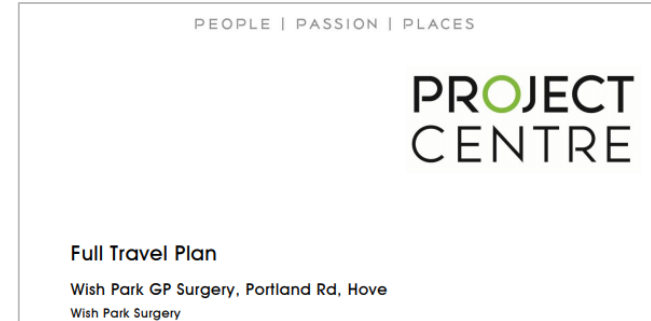 PEOPLE | PASSION | PLACES
PROJECT
CENTRE
Full Travel Plan
Wish Park GP Surgery, Portland Rd, Hove
Wish Park Surgery